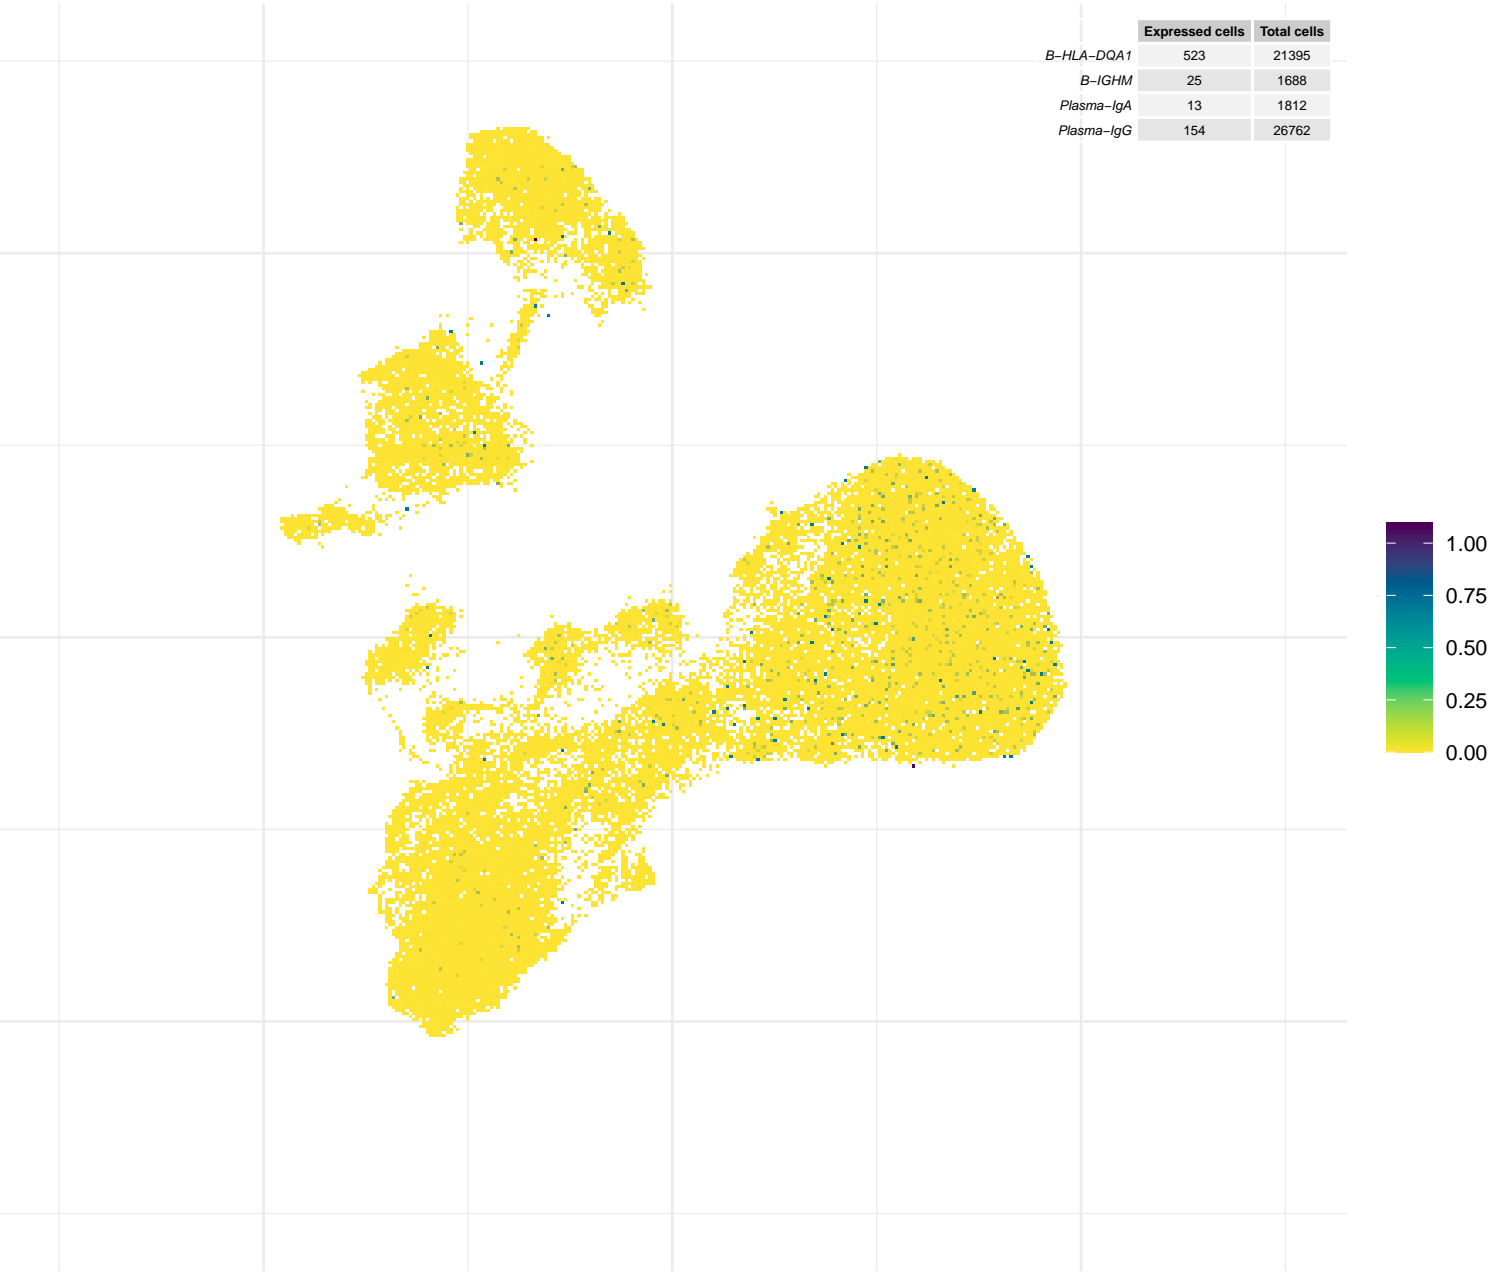 Expressed cells Total cells
B−HLA−DQA1 523 21395
B−IGHM 25 1688
Plasma−IgA 13 1812
Plasma−IgG 154 26762
1.00
0.75
0.50
0.25
0.00